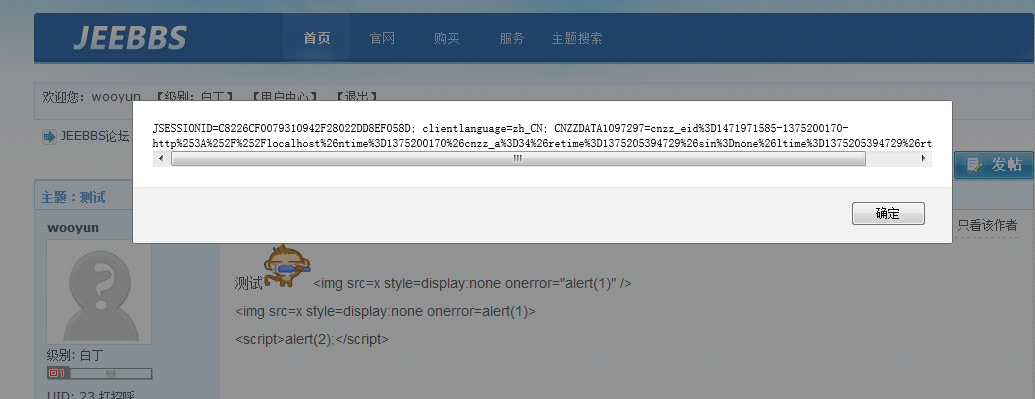 JEEBBS
首页 官网 购买 服务 主题搜索
欢迎您：wooyun 【级别：白丁】 【用户中心】 【退出】
JEEBBS论坛
JSESSIONID=C8226CF0079310942F28022DD8EF058D; clientlanguage=zh_CN; CNZZDATA1097297=cnzz_eid%3D1471971585-1375200170-
http%253A%252F%252Flocalhost%26ntime%3D1375200170%26cnzz_a%3D34%26retime%3D1375205394729%26sin%3Dnone%26ltime%3D1375205394729%26rt
确定
发帖
主题：测试
wooyun
只看该作者
测试 <img src=x style=display:none onerror="alert(1)" />
<img src=x style=display:none onerror=alert(1)>
<script>alert(2);</script>
级别：白丁
回1
UID: 23 打招呼